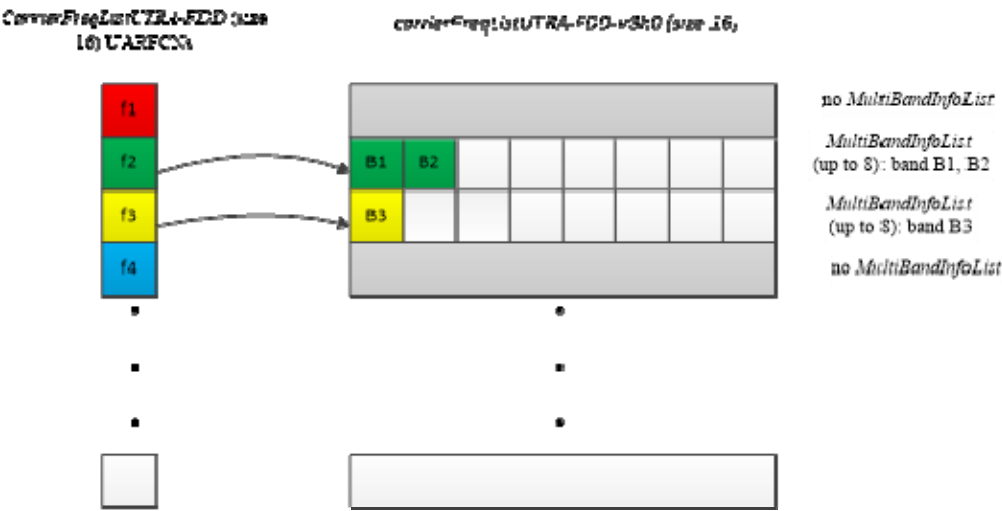 CarrierFreqListUTRA-FDD (size
16) UARFCNs
carrierFreqListUTRA-FDD-v8h0 (size 16)
f1
f2
f3
f4
B1 B2
B3
no MultiBandInfoList
MultiBandInfoList
(up to 8): band B1, B2
MultiBandInfoList
(up to 8): band B3
no MultiBandInfoList